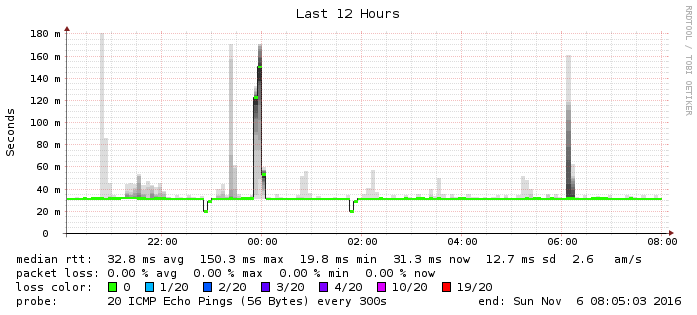 Last 12 Hours
RRDTOOL / TOBI OETIKER
Seconds
180 m
160 m
140 m
120 m
100 m
80 m
60 m
40 m
20 m
0
22:00 00:00 02:00 04:00 06:00 08:00
median rtt: 32.8 ms avg 150.3 ms max 19.8 ms min 31.3 ms now 12.7 ms sd 2.6 am/s
packet loss: 0.00 % avg 0.00 % max 0.00 % min 0.00 % now
loss color: 0 1/20 2/20 3/20 4/20 10/20 19/20
probe: 20 ICMP Echo Pings (56 Bytes) every 300s end: Sun Nov 6 08:05:03 2016